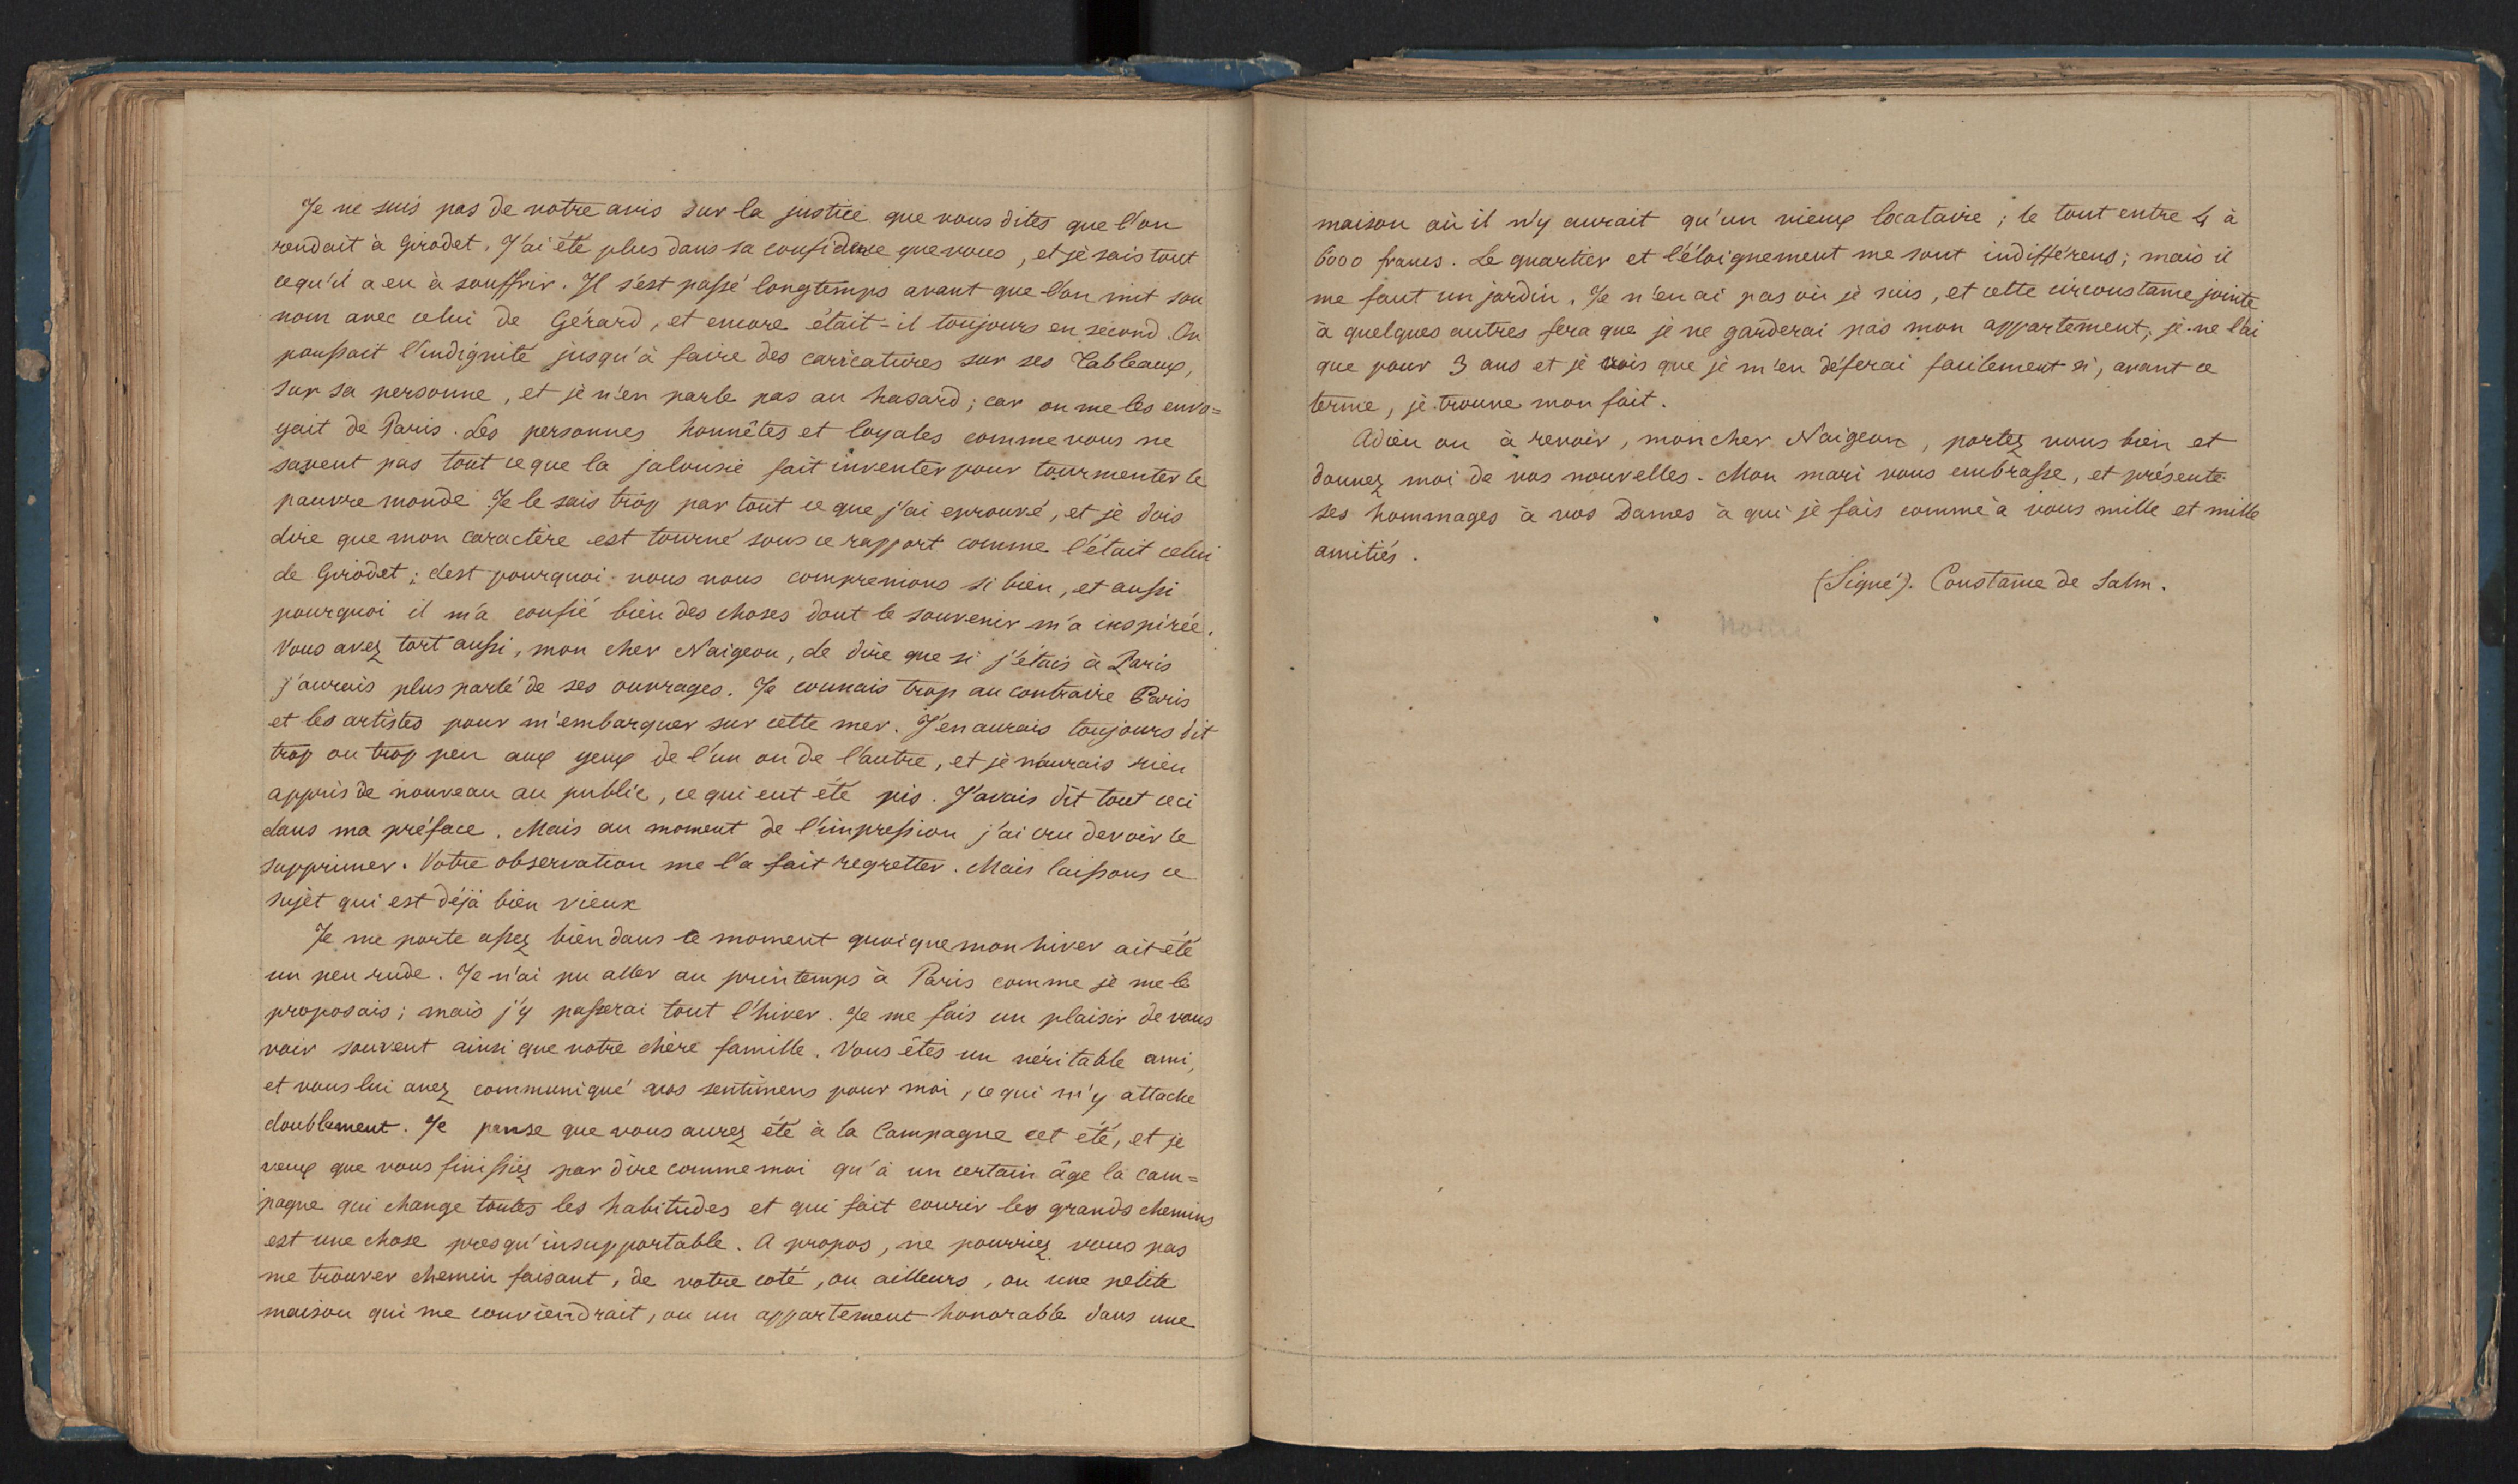 Je ne suis pas de votre avis sur la justice que vous dites que l'on
rendait à Girodet. J'ai été plus dans sa confidence que vous, et je sais tout
ce qu'il a eu à souffrir. Il s'est passé longtemps avant que l'on mit son
nom avec celui de Gérard, et encore était-il toujours en second. On
poussait l'indignité jusqu'à faire des caricatures sur ses Tableaux,
sur sa personne, et je n'en parle pas au hasard; car on me les envo=
yait de Paris. Les personnes honnêtes et loyales comme vous ne
savent pas tout ce que la jalousie fait inventer pour tourmenter le
pauvre monde. Je le sais trop par tout ce que j'ai eprouvé, et je dois
dire que mon caractère est tourné sous ce rapport comme l'était celui
de Girodet; c'est pourquoi nous nous comprenions si bien, et aussi
pourquoi il m'a confié bien des choses dont le souvenir m'a inspirée.
Vous avez tort aussi, mon cher Naigeon, de dire que si j'étais à Paris
j'aurais plus parlé de ses ouvrages. Je connais trop au contraire Paris
et les artistes pour m'embarquer sur cette mer. J'en aurais toujours dit
trop ou trop peu aux yeux de l'un ou de l'autre, et je n'aurais rien
appris de nouveau au public, ce qui eut été pis. J'avais dit tout ceci
dans ma préface. Mais au moment de l'impression j'ai cru devoir le
supprimer. Votre observation me l'a fait regretter. Mais laissons ce
sujet qui est déjà bien vieux
Je me porte assez bien dans ce moment quoique mon hiver ait été
un peu rude. Je n'ai pu aller au printemps à Paris comme je me le
proposais; mais j'y passerai tout l'hiver. Je me fais un plaisir de vous
voir souvent ainsi que votre chère famille. Vous êtes un véritable ami,
et vous lui avez communiqué vos sentimens pour moi, ce qui m'y attache
doublement. Je pense que vous aurez été à la Campagne cet été, et je
veux que vous finissiez par dire comme moi qu'à un certain âge la cam=
pagne qui change toutes les habitudes et qui fait courir les grands chemins
est une chose presqu'insupportable. A propos, ne pourriez vous pas
me trouver chemin faisant, de votre coté, ou ailleurs, ou une petite
maison qui me conviendrait, ou un appartement honorable dans une
maison où il n'y aurait qu'un vieux locataire; le tout entre 4 à
6000 francs. Le quartier et l'éloignement me sont indifférens; mais il
me faut un jardin. Je n'en ai pas où je suis, et cette circonstance jointe
à quelques autres fera que je ne garderai pas mon appartement; je ne l'ai
que pour 3 ans et je crois que je m'en déferai facilement si, avant ce
terme, je trouve mon fait.
Adieu ou à revoir, mon cher Naigeon, portez vous bien et
donnez moi de vos nouvelles. Mon mari vous embrasse, et présente
ses hommages à vos Dames à qui je fais comme à vous mille et mille
amitiés.
(Signé). Constance de Salm.